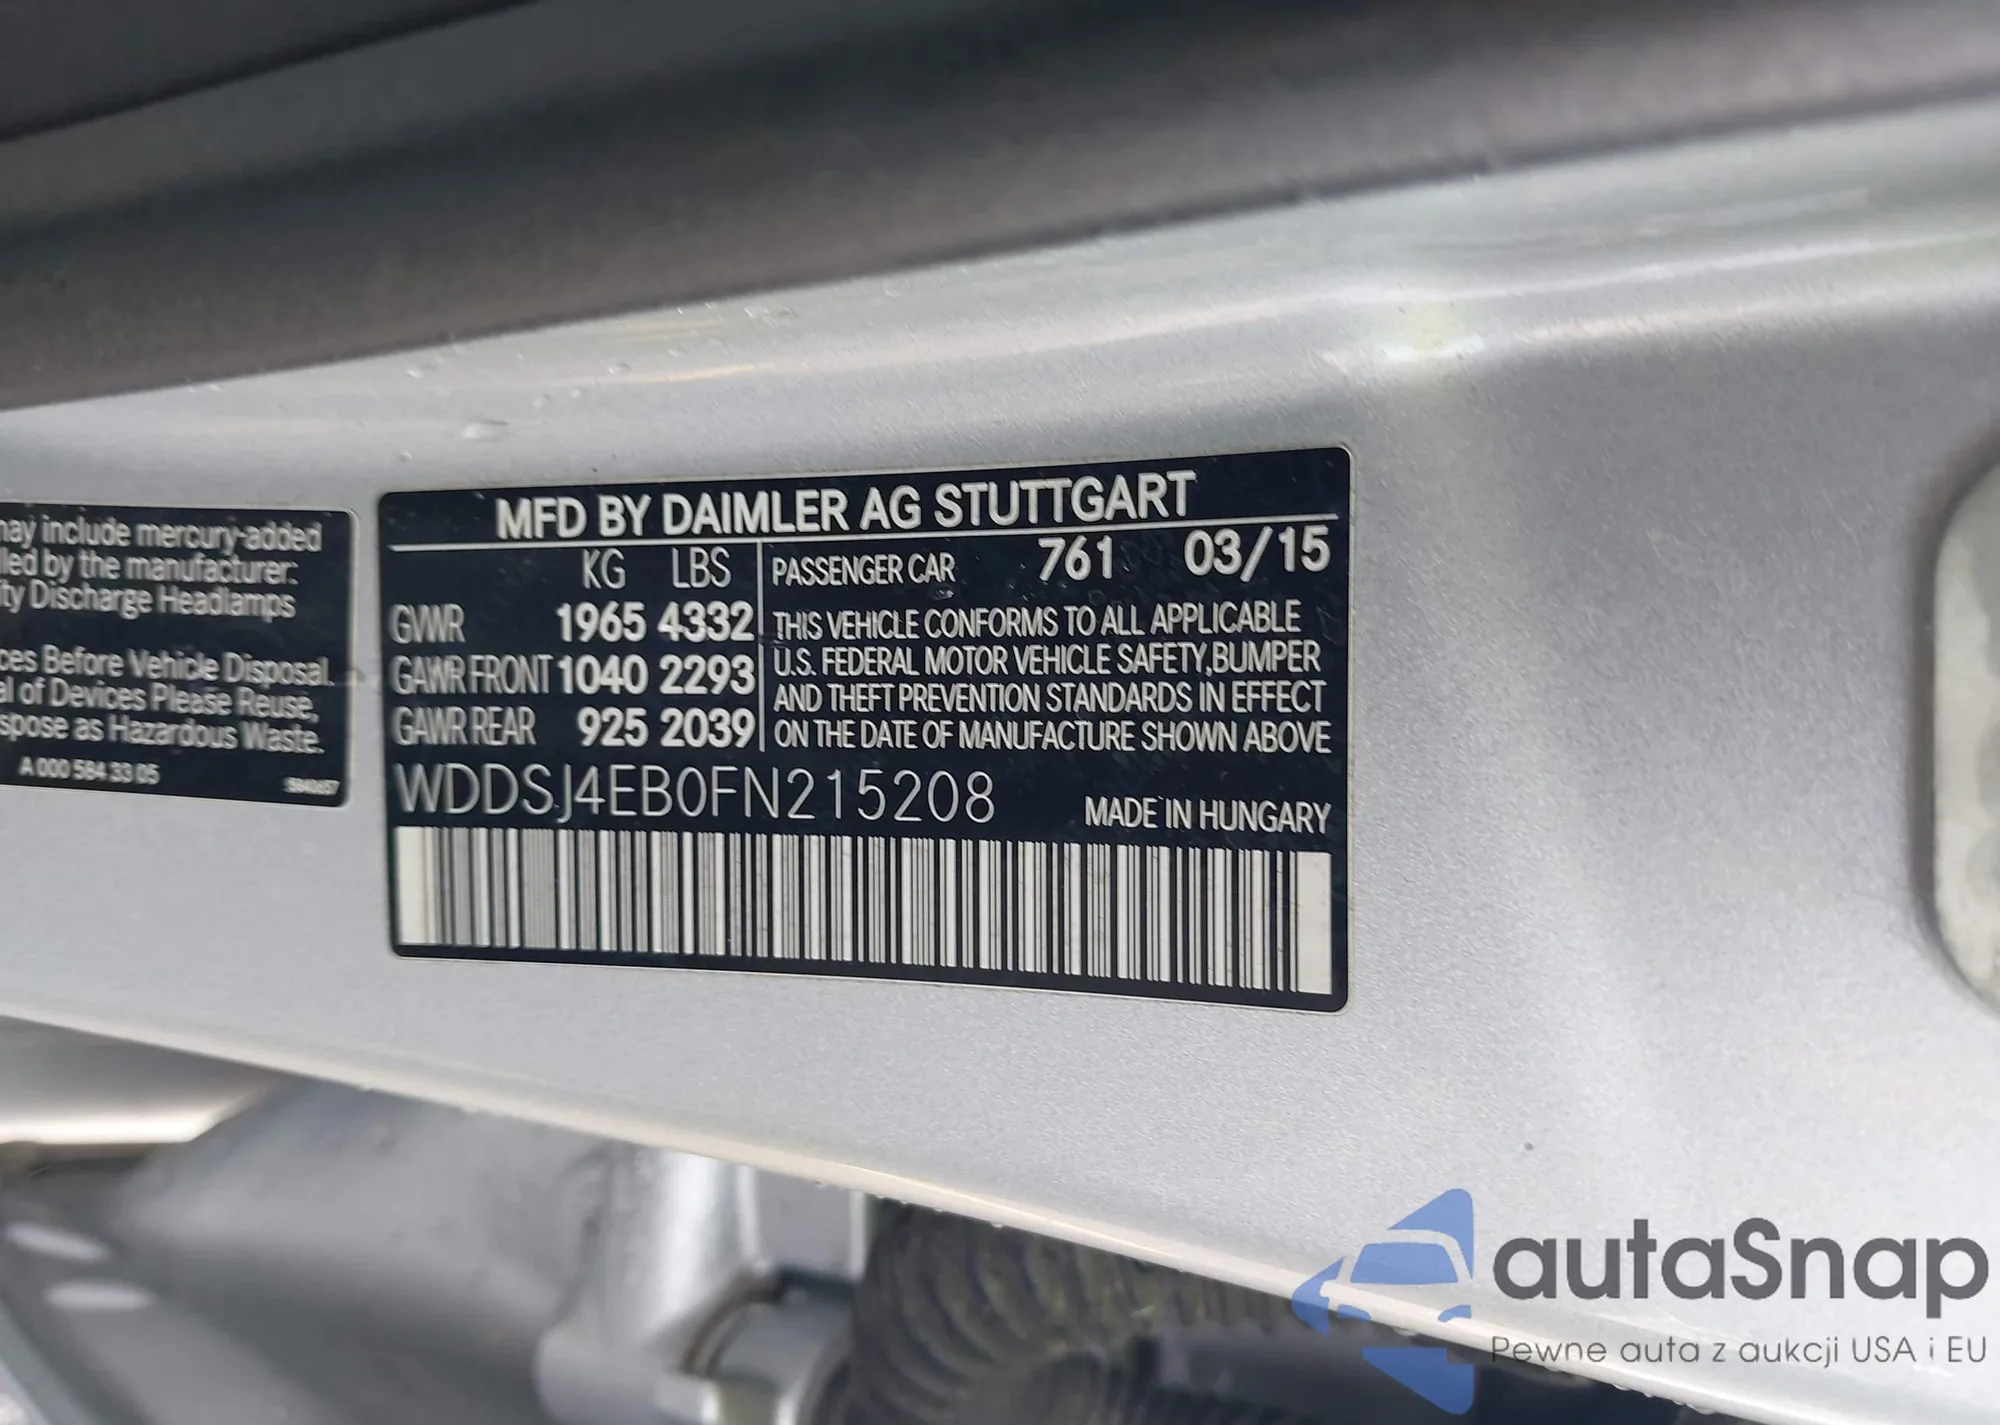 may include mercury-added
lled by the manufacturer:
ity Discharge Headlamps
ces Before Vehicle Disposal.
al of Devices Please Reuse,
spose as Hazardous Waste.
A 000 584 33 05
MFD BY DAIMLER AG STUTTGART
KG LBS
GVWR 1965 4332
GAWR FRONT 1040 2293
GAWR REAR 925 2039
PASSENGER CAR 761 03/15
THIS VEHICLE CONFORMS TO ALL APPLICABLE
U.S. FEDERAL MOTOR VEHICLE SAFETY,BUMPER
AND THEFT PREVENTION STANDARDS IN EFFECT
ON THE DATE OF MANUFACTURE SHOWN ABOVE
WDDSJ4EB0FN215208
MADE IN HUNGARY
autaSnap
Pewne auta z aukcji USA i EU